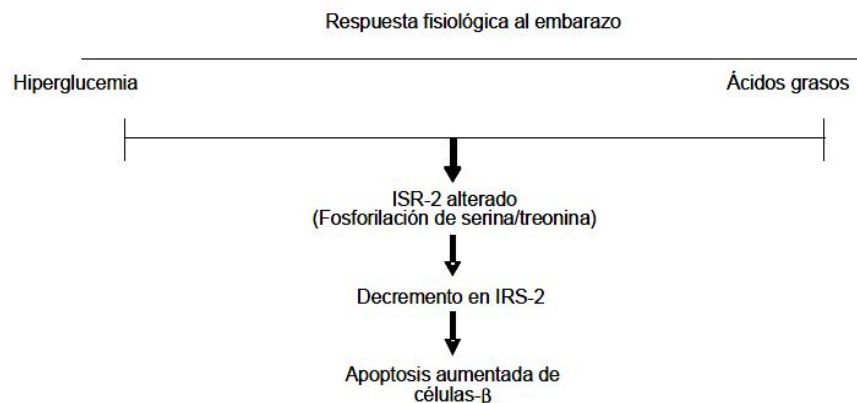 Respuesta fisiológica al embarazo
Hiperglucemia
Ácidos grasos
ISR-2 alterado
(Fosforilación de serina/treonina)
Decremento en IRS-2
Apoptosis aumentada de
células-β